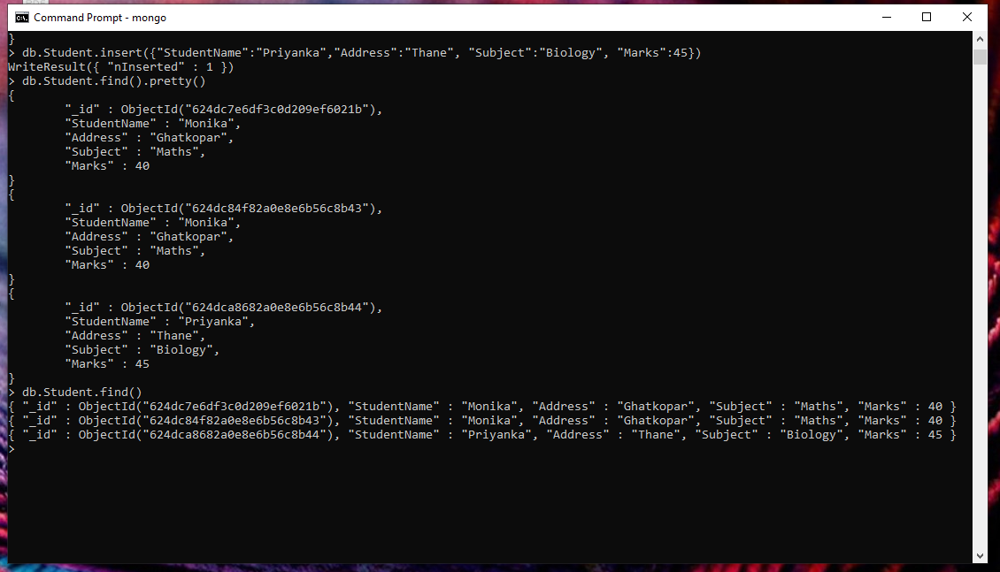 Command Prompt - mongo
}
> db.Student.insert({"StudentName":"Priyanka","Address":"Thane", "Subject":"Biology", "Marks":45})
WriteResult({ "nInserted" : 1 })
> db.Student.find().pretty()
{
        "_id" : ObjectId("624dc7e6df3c0d209ef6021b"),
        "StudentName" : "Monika",
        "Address" : "Ghatkopar",
        "Subject" : "Maths",
        "Marks" : 40
}
{
        "_id" : ObjectId("624dc84f82a0e8e6b56c8b43"),
        "StudentName" : "Monika",
        "Address" : "Ghatkopar",
        "Subject" : "Maths",
        "Marks" : 40
}
{
        "_id" : ObjectId("624dca8682a0e8e6b56c8b44"),
        "StudentName" : "Priyanka",
        "Address" : "Thane",
        "Subject" : "Biology",
        "Marks" : 45
}
> db.Student.find()
{ "_id" : ObjectId("624dc7e6df3c0d209ef6021b"), "StudentName" : "Monika", "Address" : "Ghatkopar", "Subject" : "Maths", "Marks" : 40 }
{ "_id" : ObjectId("624dc84f82a0e8e6b56c8b43"), "StudentName" : "Monika", "Address" : "Ghatkopar", "Subject" : "Maths", "Marks" : 40 }
{ "_id" : ObjectId("624dca8682a0e8e6b56c8b44"), "StudentName" : "Priyanka", "Address" : "Thane", "Subject" : "Biology", "Marks" : 45 }
>